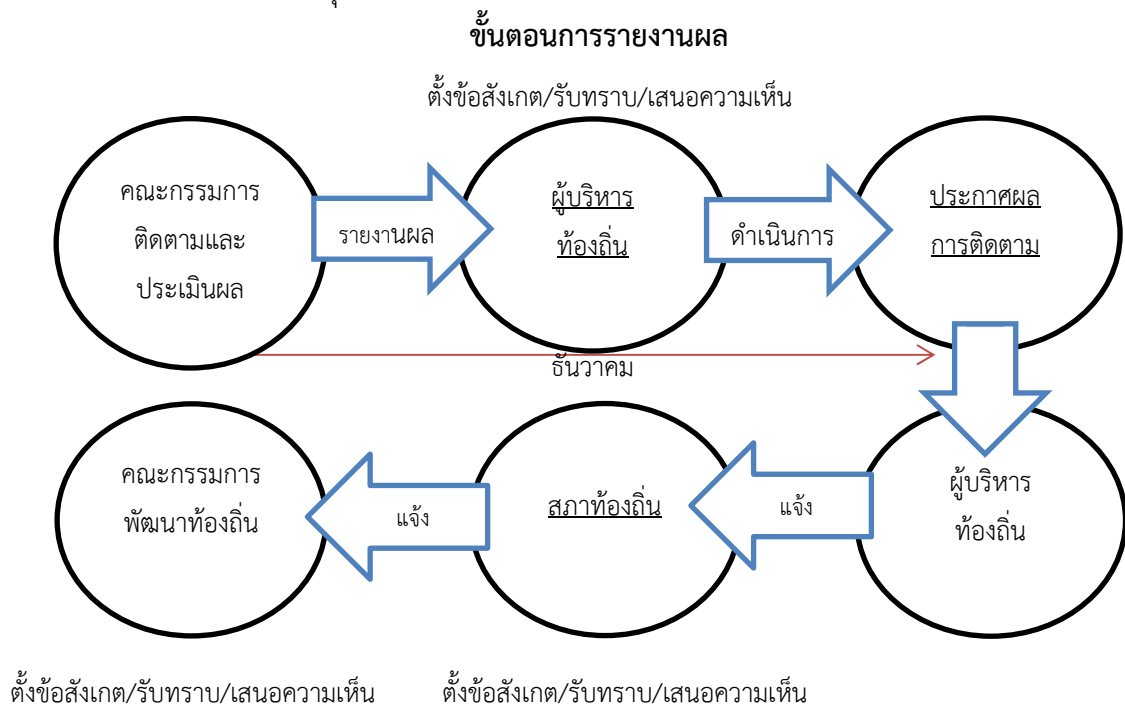 ขั้นตอนการรายงานผล
ตั้งข้อสังเกต/รับทราบ/เสนอความเห็น
คณะกรรมการ
ติดตามและ
ประเมินผล
รายงานผล
ผู้บริหาร
ท้องถิ่น
ดำเนินการ
ประกาศผล
การติดตาม
ธันวาคม
คณะกรรมการ
พัฒนาท้องถิ่น
แจ้ง
สภาท้องถิ่น
แจ้ง
ผู้บริหาร
ท้องถิ่น
ตั้งข้อสังเกต/รับทราบ/เสนอความเห็น
ตั้งข้อสังเกต/รับทราบ/เสนอความเห็น